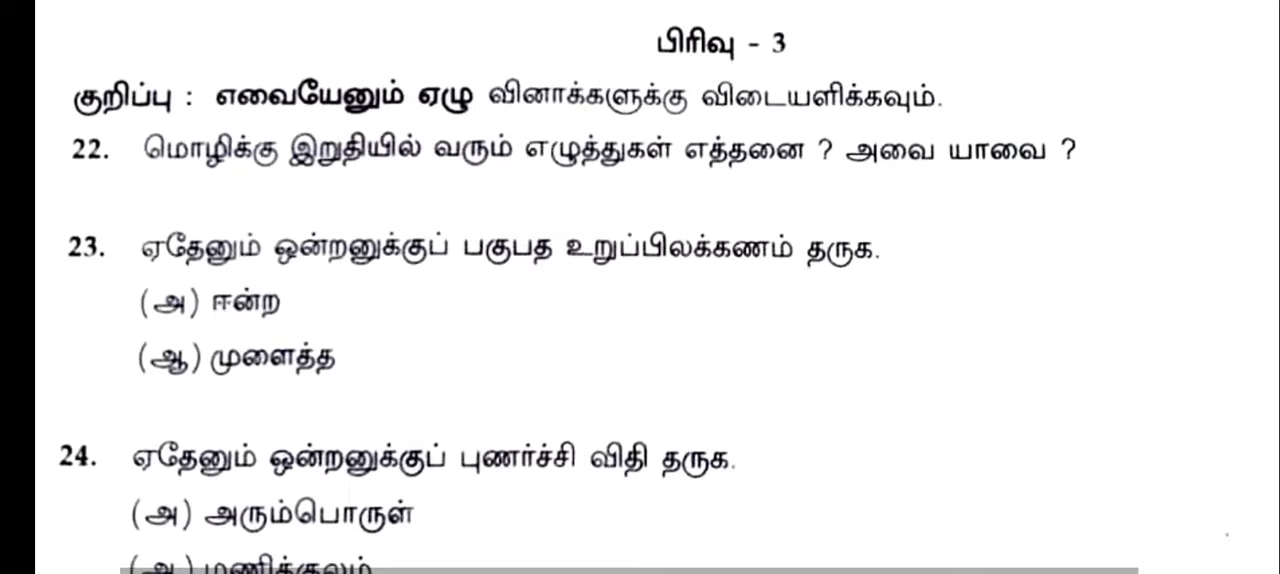 பிரிவு - 3
குறிப்பு : எவையேனும் ஏழு வினாக்களுக்கு விடையளிக்கவும்.
22. மொழிக்கு இறுதியில் வரும் எழுத்துகள் எத்தனை ? அவை யாவை ?
23. ஏதேனும் ஒன்றனுக்குப் பகுபத உறுப்பிலக்கணம் தருக.
(அ) ஈன்ற
(ஆ) முளைத்த
24. ஏதேனும் ஒன்றனுக்குப் புணர்ச்சி விதி தருக.
(அ) அரும்பொருள்